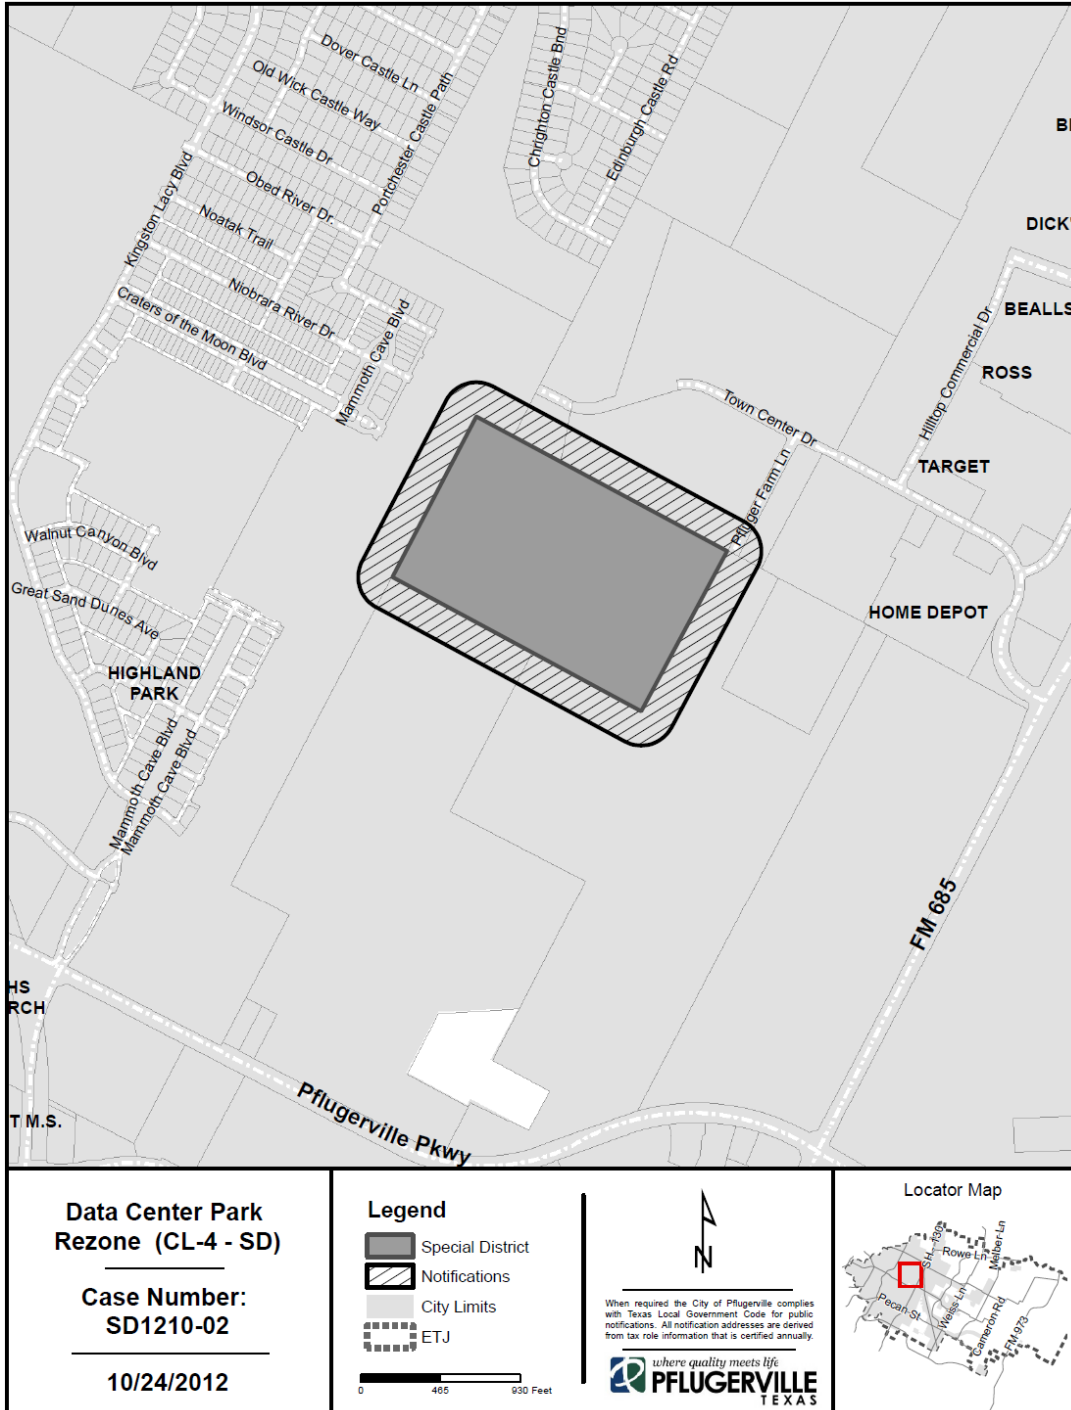 Dover Castle Ln
Old Wick Castle Way
Windsor Castle Dr
Portchester Castle Path
Obed River Dr.
Noatak Trail
Kingston Lacy Blvd
Niobrara River Dr
Craters of the Moon Blvd
Mammoth Cave Blvd
Chrighton Castle Bnd
Edinburgh Castle Rd
DICK'
BEALLS
ROSS
Hilltop Commercial Dr
Town Center Dr
TARGET
Pfluger Farm Ln
HOME DEPOT
Walnut Canyon Blvd
Great Sand Dunes Ave
HIGHLAND
PARK
Mammoth Cave Blvd
Mammoth Cave Blvd
FM 685
HS
RCH
T M.S.
Pflugerville Pkwy
Data Center Park
Rezone (CL-4 - SD)
Case Number:
SD1210-02
10/24/2012
Legend
Special District
Notifications
City Limits
ETJ
0 465 930 Feet
N
When required the City of Pflugerville complies
with Texas Local Government Code for public
notifications. All notification addresses are derived
from tax role information that is certified annually.
where quality meets life
PFLUGERVILLE
TEXAS
Locator Map
SH 130
Rowe Ln
Melber Ln
Pecan St
Weiss Ln
Cameron Rd
FM 973